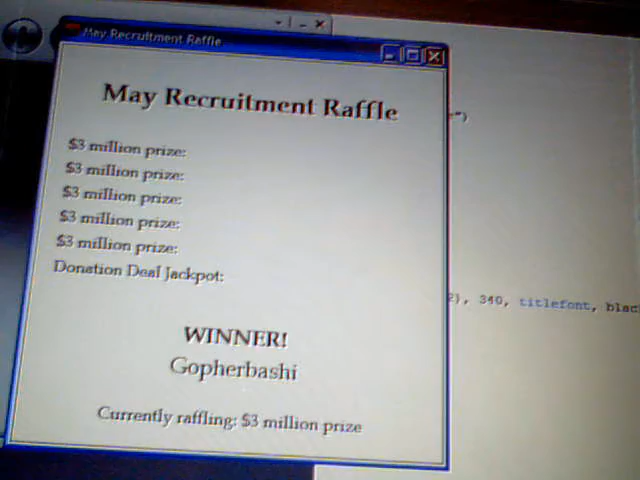 May Recruitment Raffle
May Recruitment Raffle
$3 million prize:
$3 million prize:
$3 million prize:
$3 million prize:
$3 million prize:
Donation Deal Jackpot:
WINNER!
Gopherbashi
Currently raffling: $3 million prize
")
2), 340, titlefont, blac